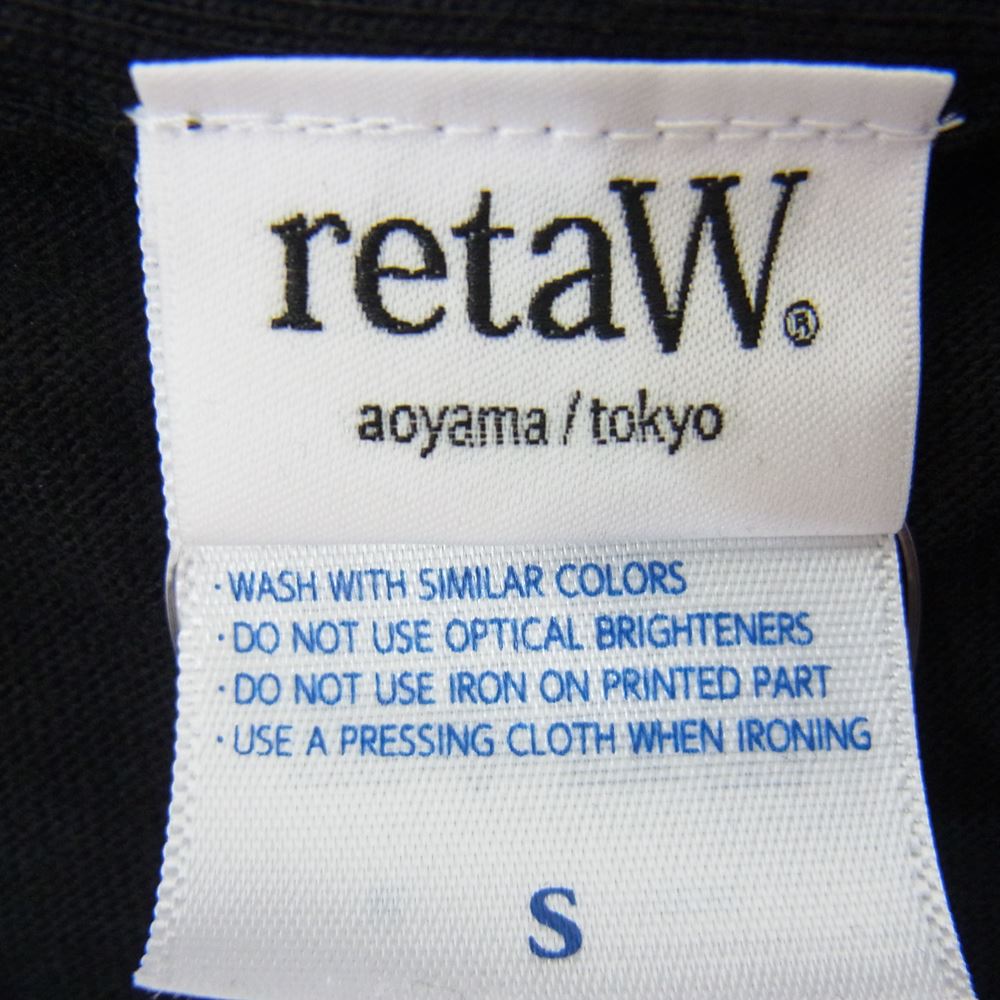 retaW®
aoyama / tokyo
·WASH WITH SIMILAR COLORS
·DO NOT USE OPTICAL BRIGHTENERS
·DO NOT USE IRON ON PRINTED PART
·USE A PRESSING CLOTH WHEN IRONING
S